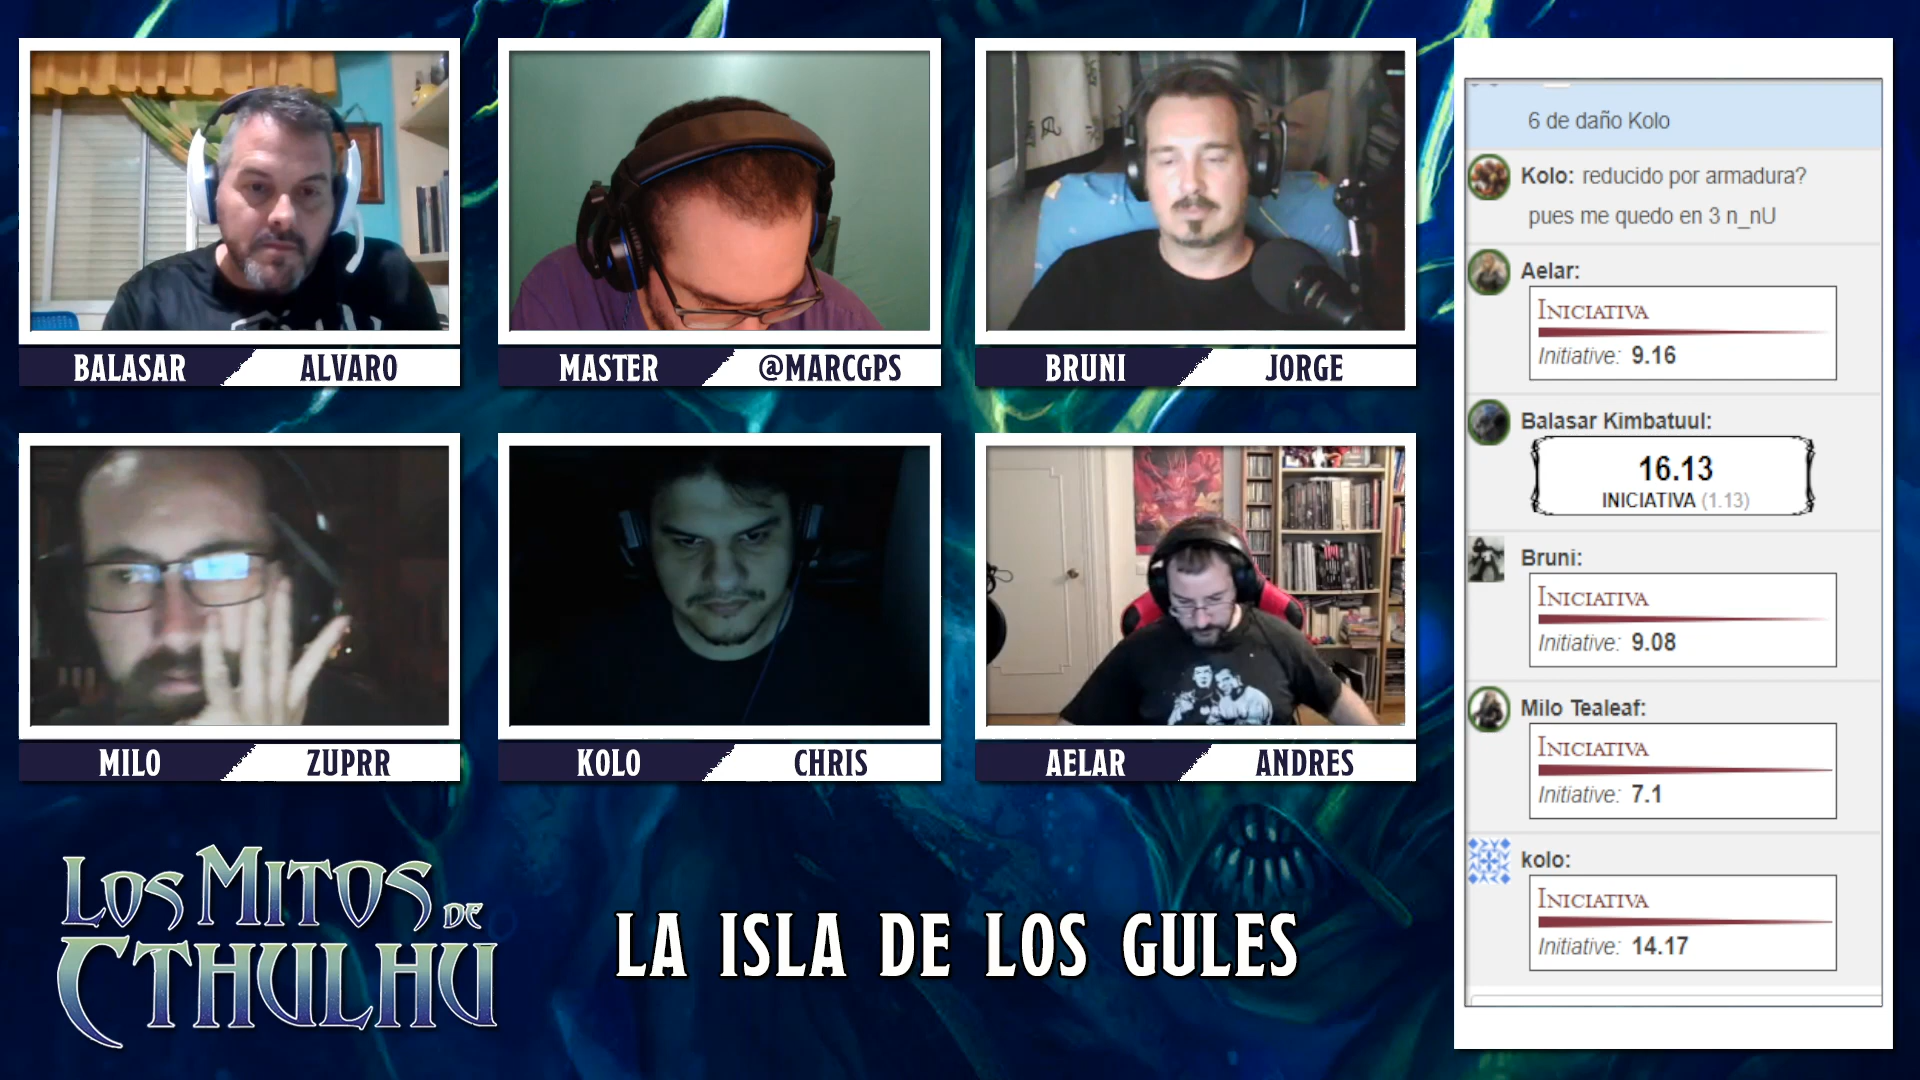 BALASAR ALVARO
MASTER @MARCGPS
BRUNI JORGE
MILO ZUPRR
KOLO CHRIS
AELAR ANDRES
LOS MITOS DE
CTHULHU
LA ISLA DE LOS GULES
6 de daño Kolo
Kolo: reducido por armadura?
pues me quedo en 3 n_nU
Aelar:
INICIATIVA
Initiative: 9.16
Balasar Kimbatuul:
16.13
INICIATIVA (1.13)
Bruni:
INICIATIVA
Initiative: 9.08
Milo Tealeaf:
INICIATIVA
Initiative: 7.1
kolo:
INICIATIVA
Initiative: 14.17